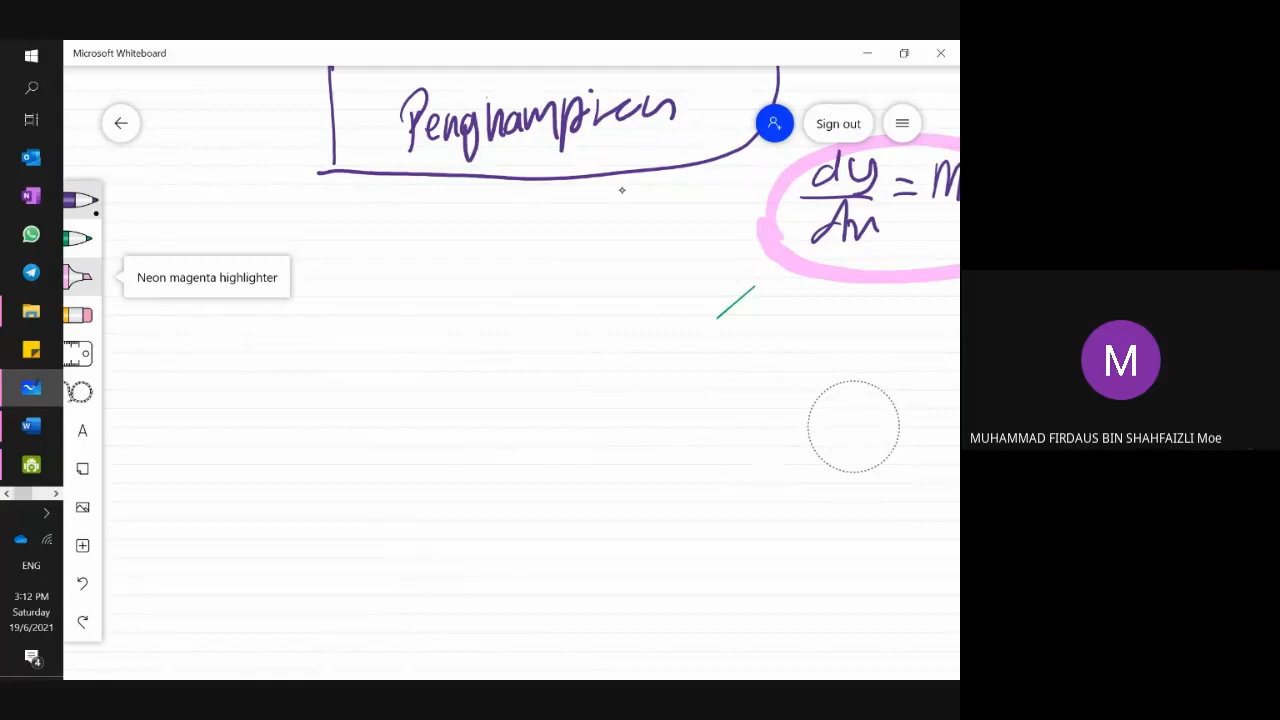 Microsoft Whiteboard
Penghampiran
Sign out
dy/dx = m
Neon magenta highlighter
A
M
MUHAMMAD FIRDAUS BIN SHAHFAIZLI Moe
ENG
3:12 PM
Saturday
19/6/2021
4